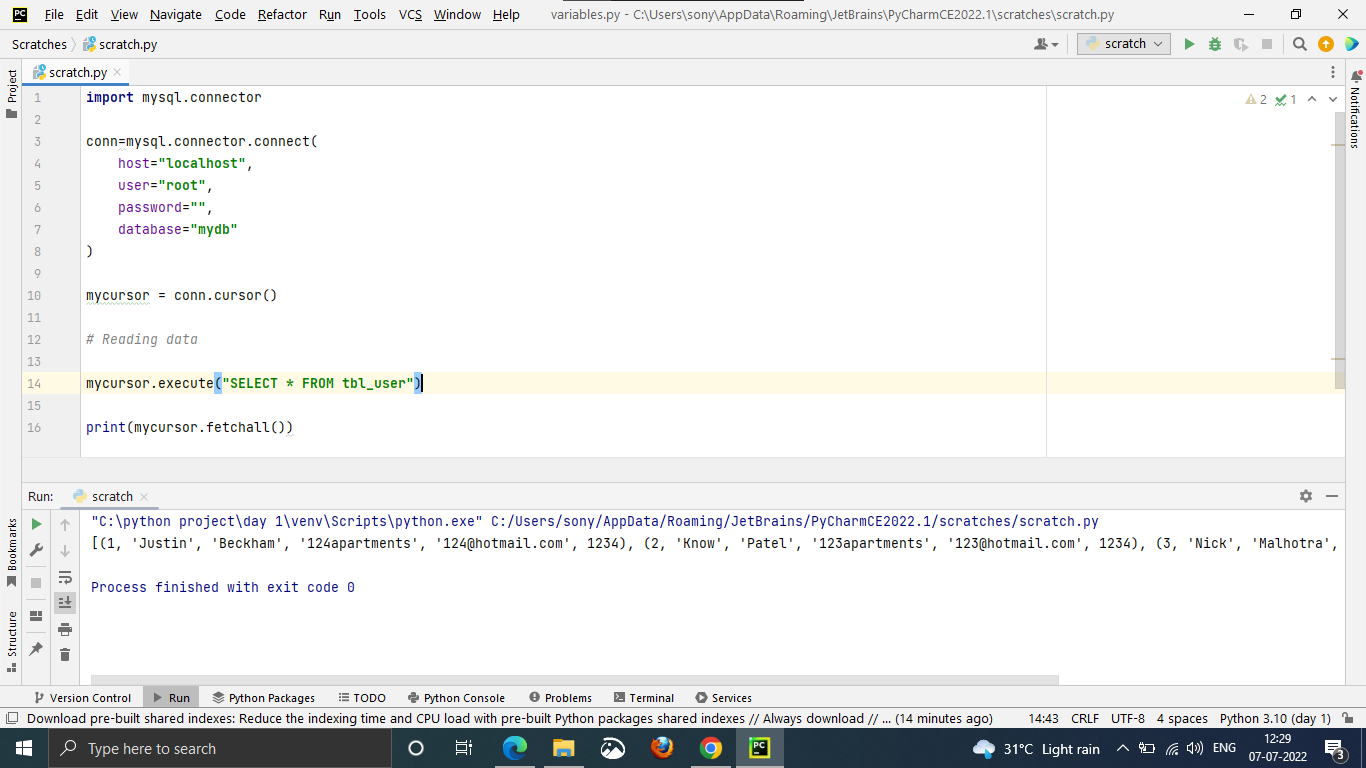 PC File Edit View Navigate Code Refactor Run Tools VCS Window Help variables.py - C:\Users\sony\AppData\Roaming\JetBrains\PyCharmCE2022.1\scratches\scratch.py
Scratches scratch.py scratch
Project
scratch.py
Notifications
1 import mysql.connector
2 1
2
3 conn=mysql.connector.connect(
4 host="localhost",
5 user="root",
6 password="",
7 database="mydb"
8 )
9
10 mycursor = conn.cursor()
11
12 # Reading data
13
14 mycursor.execute("SELECT * FROM tbl_user")
15
16 print(mycursor.fetchall())
Run: scratch
"C:\python project\day 1\venv\Scripts\python.exe" C:/Users/sony/AppData/Roaming/JetBrains/PyCharmCE2022.1/scratches/scratch.py
[(1, 'Justin', 'Beckham', '124apartments', '124@hotmail.com', 1234), (2, 'Know', 'Patel', '123apartments', '123@hotmail.com', 1234), (3, 'Nick', 'Malhotra',
Process finished with exit code 0
Bookmarks
Structure
Version Control Run Python Packages TODO Python Console Problems Terminal Services
Download pre-built shared indexes: Reduce the indexing time and CPU load with pre-built Python packages shared indexes // Always download // ... (14 minutes ago) 14:43 CRLF UTF-8 4 spaces Python 3.10 (day 1)
Type here to search PC 31°C Light rain ENG 12:29
07-07-2022 3